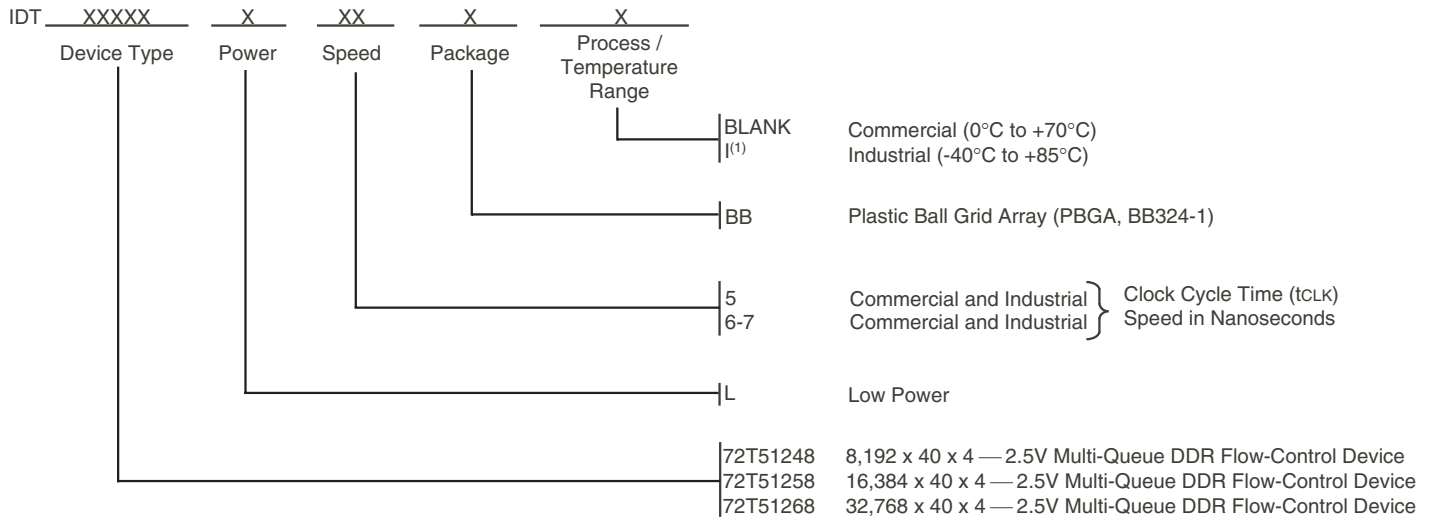 IDT XXXXX X XX X X
Device Type Power Speed Package Process / Temperature Range
BLANK Commercial (0°C to +70°C)
I(1) Industrial (-40°C to +85°C)
BB Plastic Ball Grid Array (PBGA, BB324-1)
5 Commercial and Industrial
6-7 Commercial and Industrial
Clock Cycle Time (tCLK)
Speed in Nanoseconds
L Low Power
72T51248 8,192 x 40 x 4 — 2.5V Multi-Queue DDR Flow-Control Device
72T51258 16,384 x 40 x 4 — 2.5V Multi-Queue DDR Flow-Control Device
72T51268 32,768 x 40 x 4 — 2.5V Multi-Queue DDR Flow-Control Device